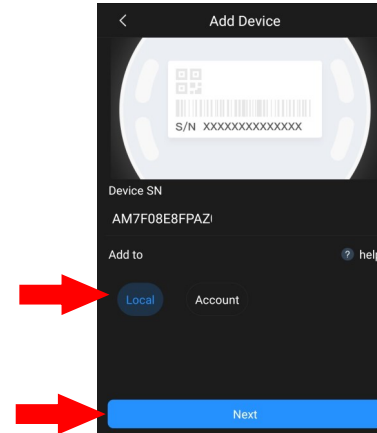 Add Device
S/N XXXXXXXXXXXXXX
Device SN
AM7F08E8FPAZ
Add to
? help
Local Account
Next